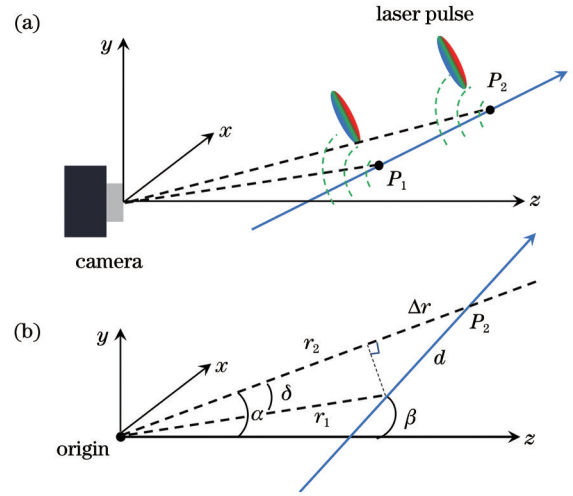 (a)
laser pulse
y
P₂
x
P₁
z
camera
(b)
y
Δr
P₂
x
r₂
d
δ
α
r₁
β
origin
z